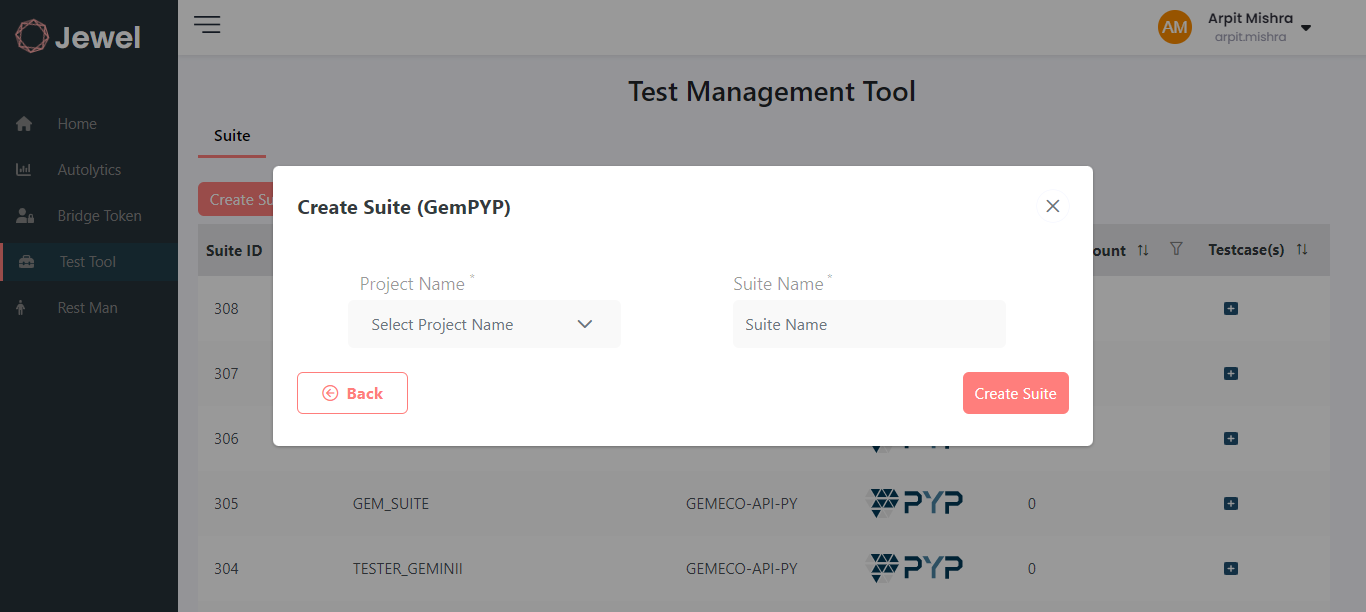 Jewel
AM
Arpit Mishra
arpit.mishra
Home
Autolytics
Bridge Token
Test Tool
Rest Man
Test Management Tool
Suite
Create Su
Create Suite (GemPYP)
Project Name *
Suite Name *
Select Project Name
Suite Name
Back
Create Suite
Suite ID
ount
Testcase(s)
308
307
306
305 GEM_SUITE GEMECO-API-PY PYP 0
304 TESTER_GEMINII GEMECO-API-PY PYP 0